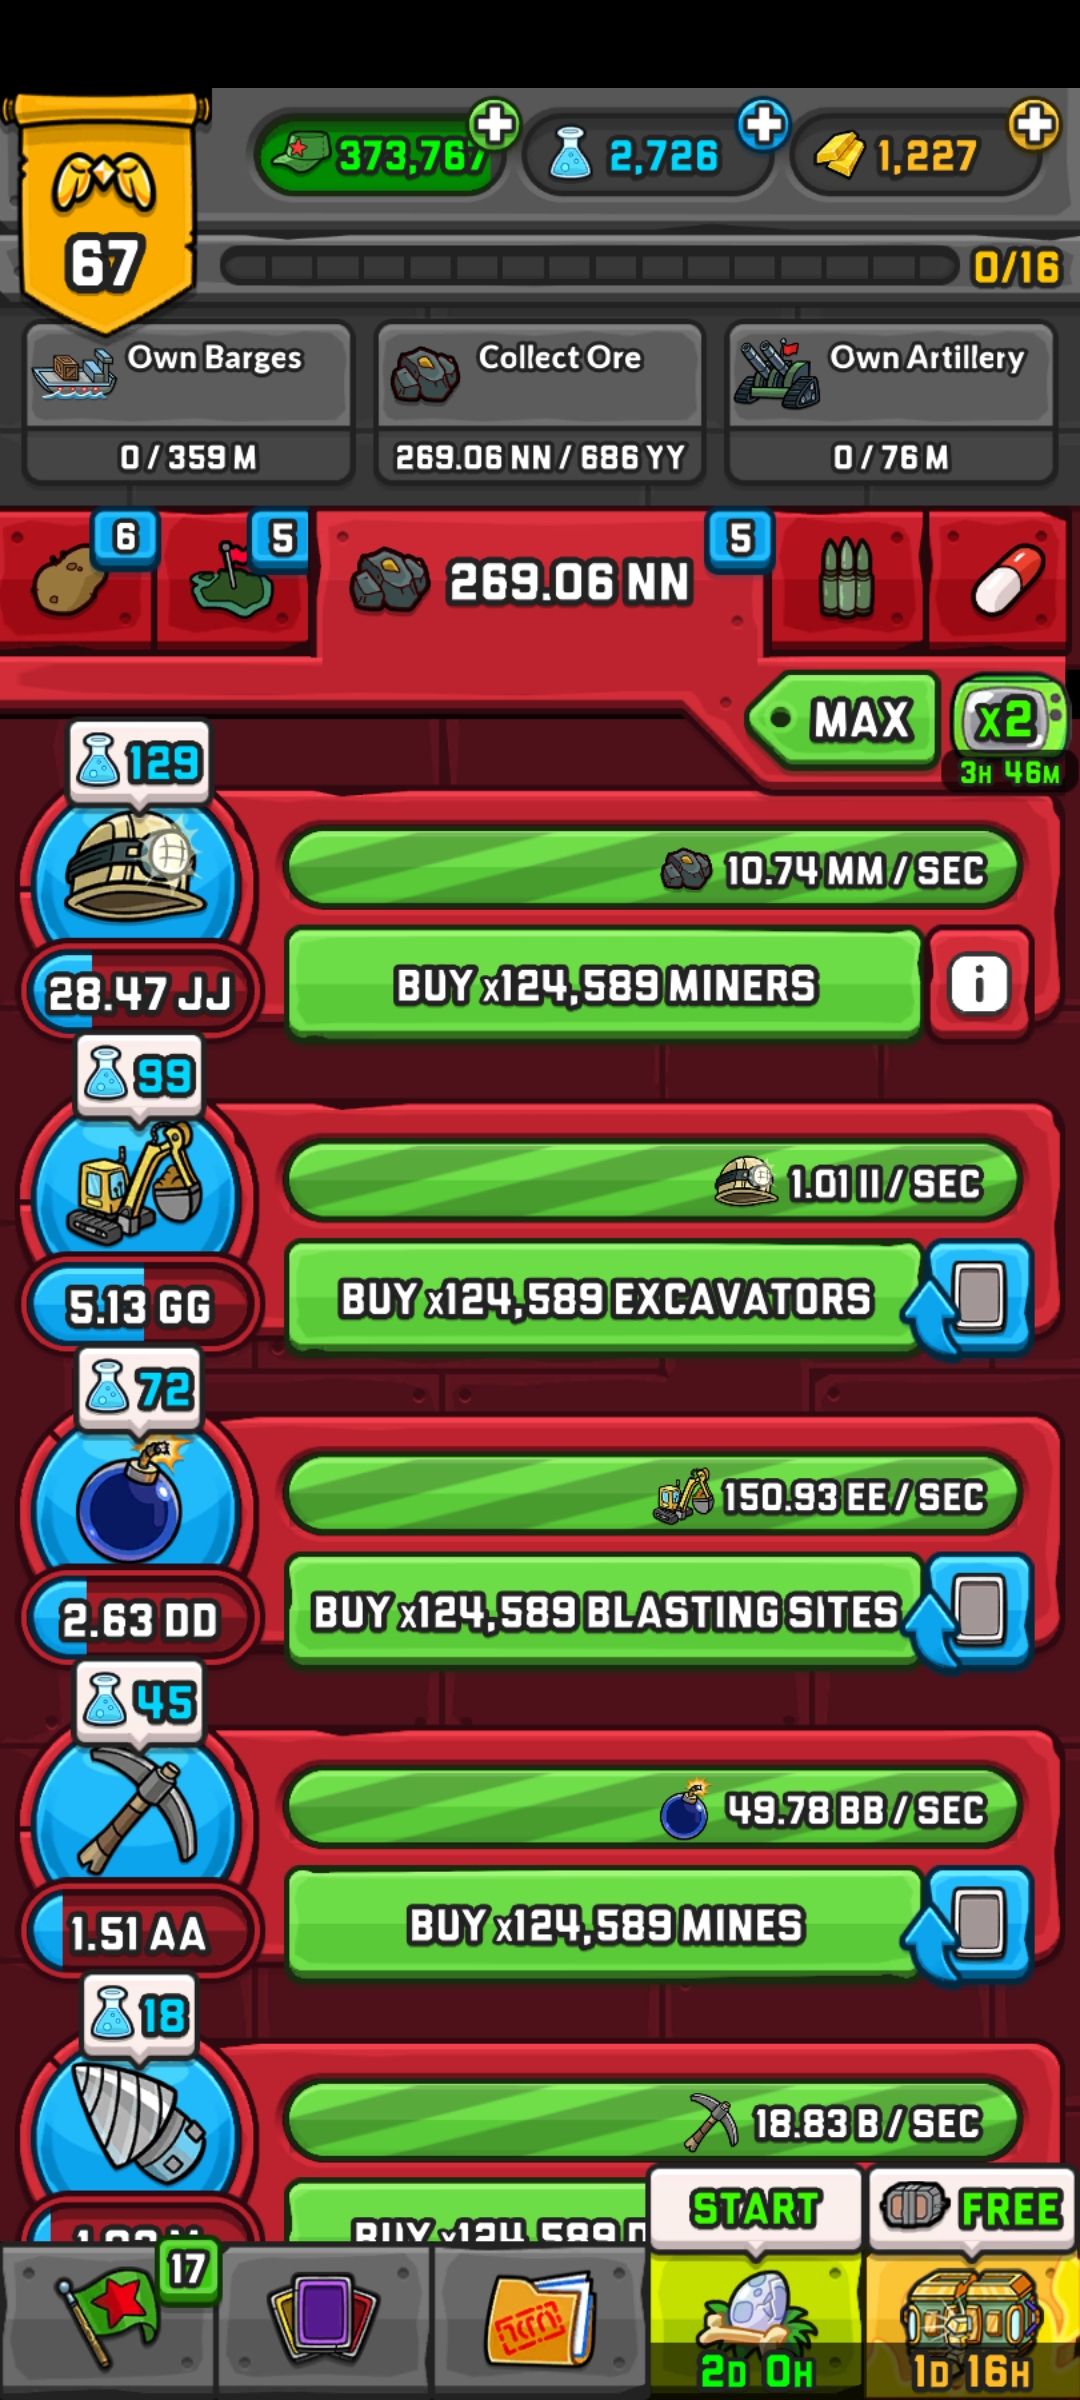 373,767
2,726
1,227
67
0/16
Own Barges
Collect Ore
Own Artillery
0 / 359 M
269.06 NN / 686 YY
0 / 76 M
6
5
269.06 NN
5
MAX
x2
3H 46M
129
10.74 MM / SEC
28.47 JJ
BUY x124,589 MINERS
i
99
1.01 II / SEC
5.13 GG
BUY x124,589 EXCAVATORS
72
150.93 EE / SEC
2.63 DD
BUY x124,589 BLASTING SITES
45
49.78 BB / SEC
1.51 AA
BUY x124,589 MINES
18
18.83 B / SEC
BUY x124,589
START
FREE
17
2D 0H
1D 16H